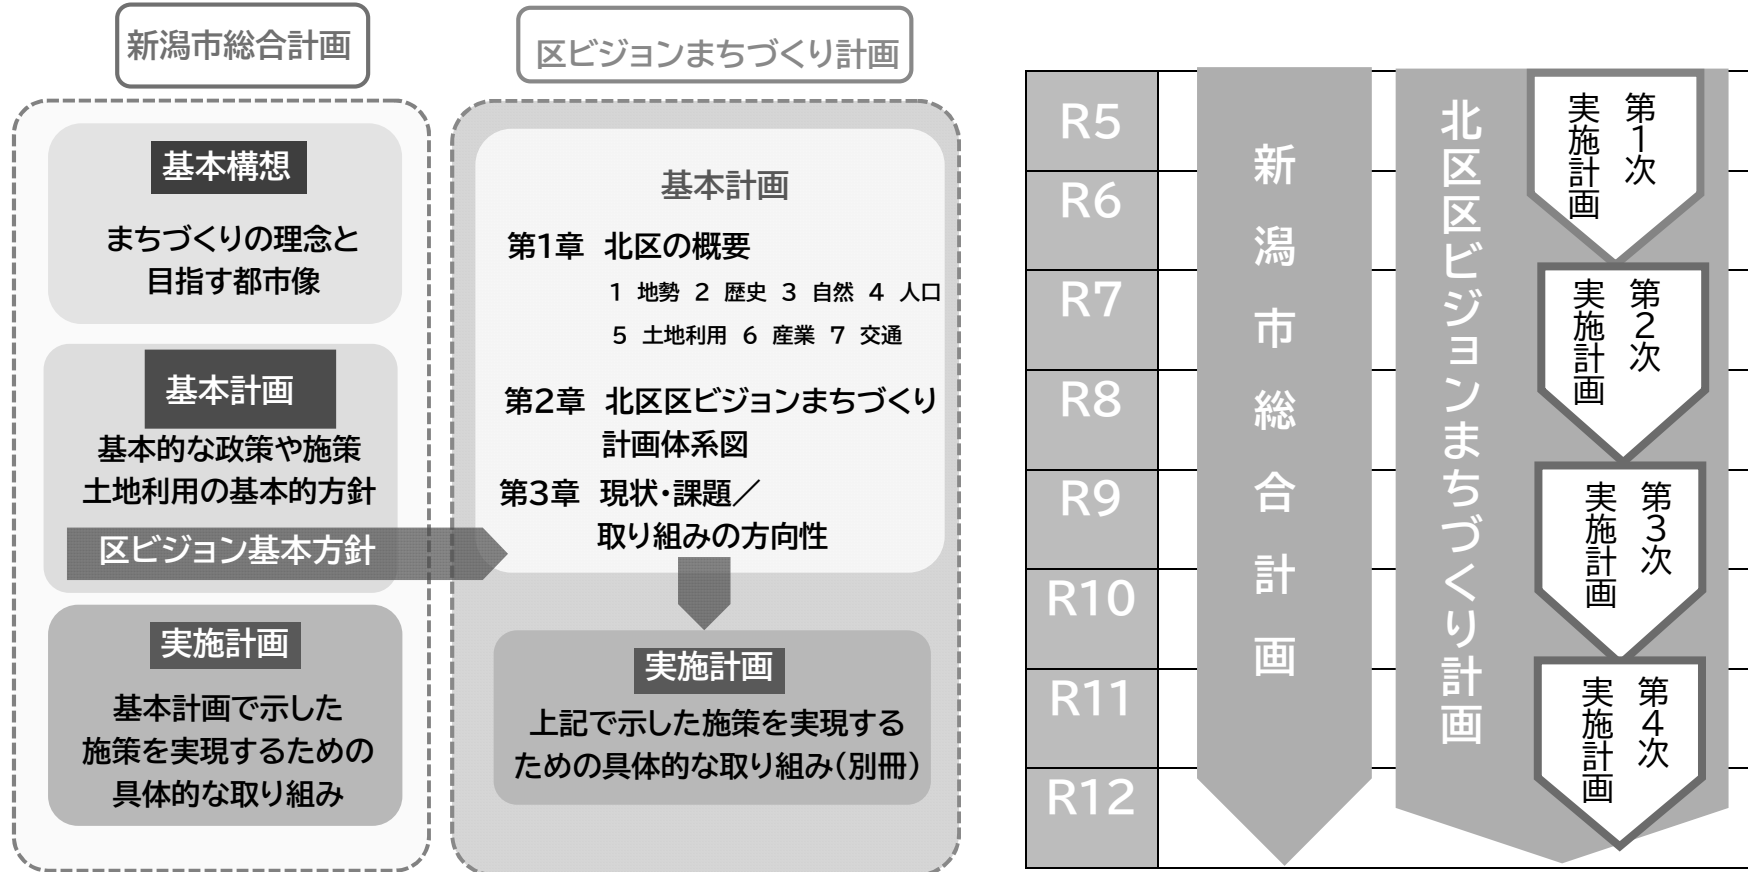 新潟市総合計画
基本構想
まちづくりの理念と
目指す都市像
基本計画
基本的な政策や施策
土地利用の基本的方針
区ビジョン基本方針
実施計画
基本計画で示した
施策を実現するための
具体的な取り組み
区ビジョンまちづくり計画
基本計画
第1章 北区の概要
1 地勢 2 歴史 3 自然 4 人口
5 土地利用 6 産業 7 交通
第2章 北区区ビジョンまちづくり
計画体系図
第3章 現状・課題／
取り組みの方向性
実施計画
上記で示した施策を実現する
ための具体的な取り組み（別冊）
R5
R6
R7
R8
R9
R10
R11
R12
新潟市総合計画
北区区ビジョンまちづくり計画
第1次
実施計画
第2次
実施計画
第3次
実施計画
第4次
実施計画